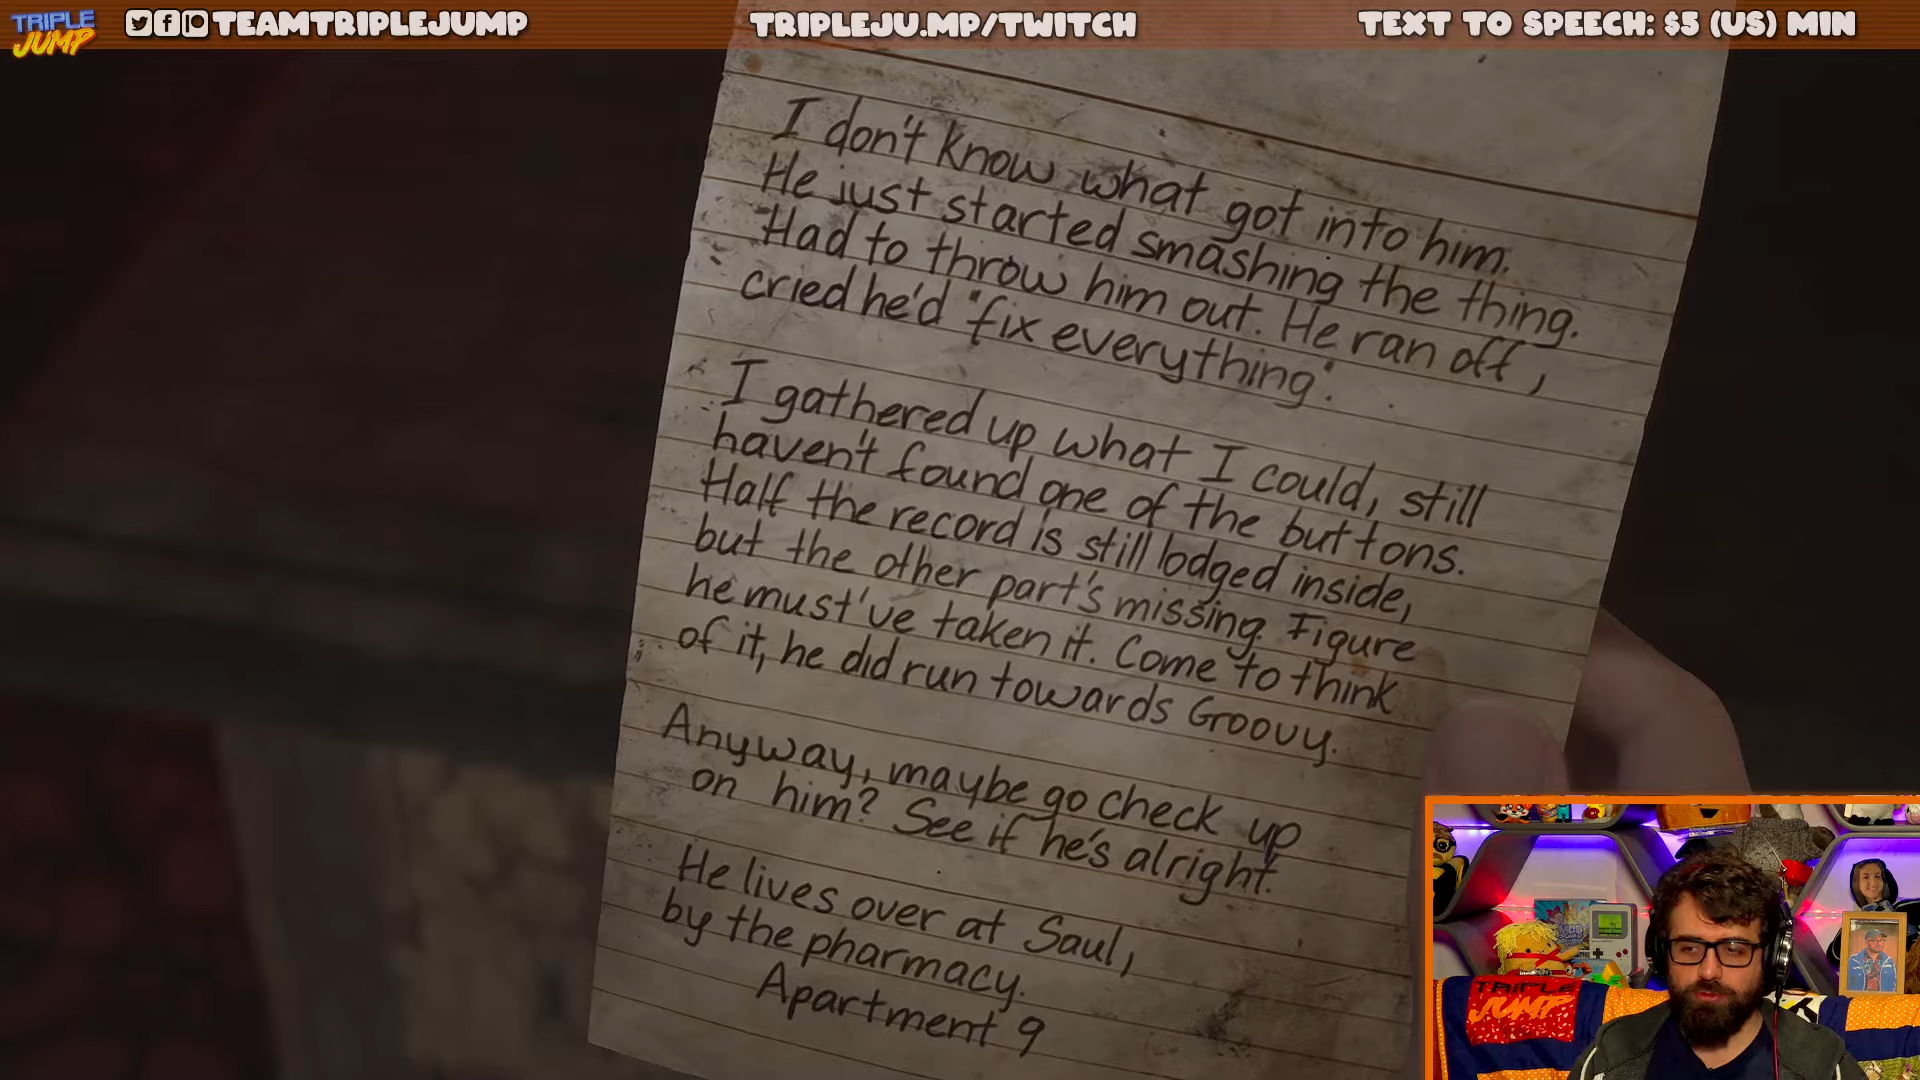 TRIPLE
JUMP
TEAMTRIPLEJUMP
TRIPLEJU.MP/TWITCH
TEXT TO SPEECH: $5 (US) MIN
I don't know what got into him.
He just started smashing the thing.
Had to throw him out. He ran off,
cried he'd "fix everything".
I gathered up what I could, still
haven't found one of the buttons.
Half the record is still lodged inside,
but the other part's missing. Figure
he must've taken it. Come to think
of it, he did run towards Groovy.
Anyway, maybe go check up
on him? See if he's alright.
He lives over at Saul,
by the pharmacy.
Apartment 9
TRIPLE
JUMP